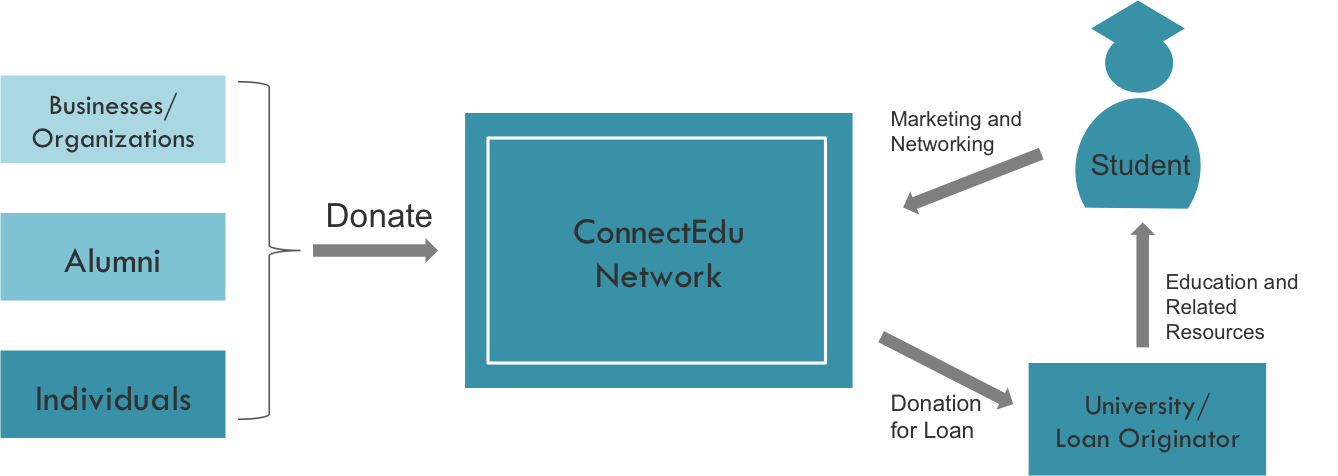 Businesses/
Organizations
Alumni
Individuals
Donate
ConnectEdu
Network
Marketing and
Networking
Student
Education and
Related
Resources
Donation
for Loan
University/
Loan Originator